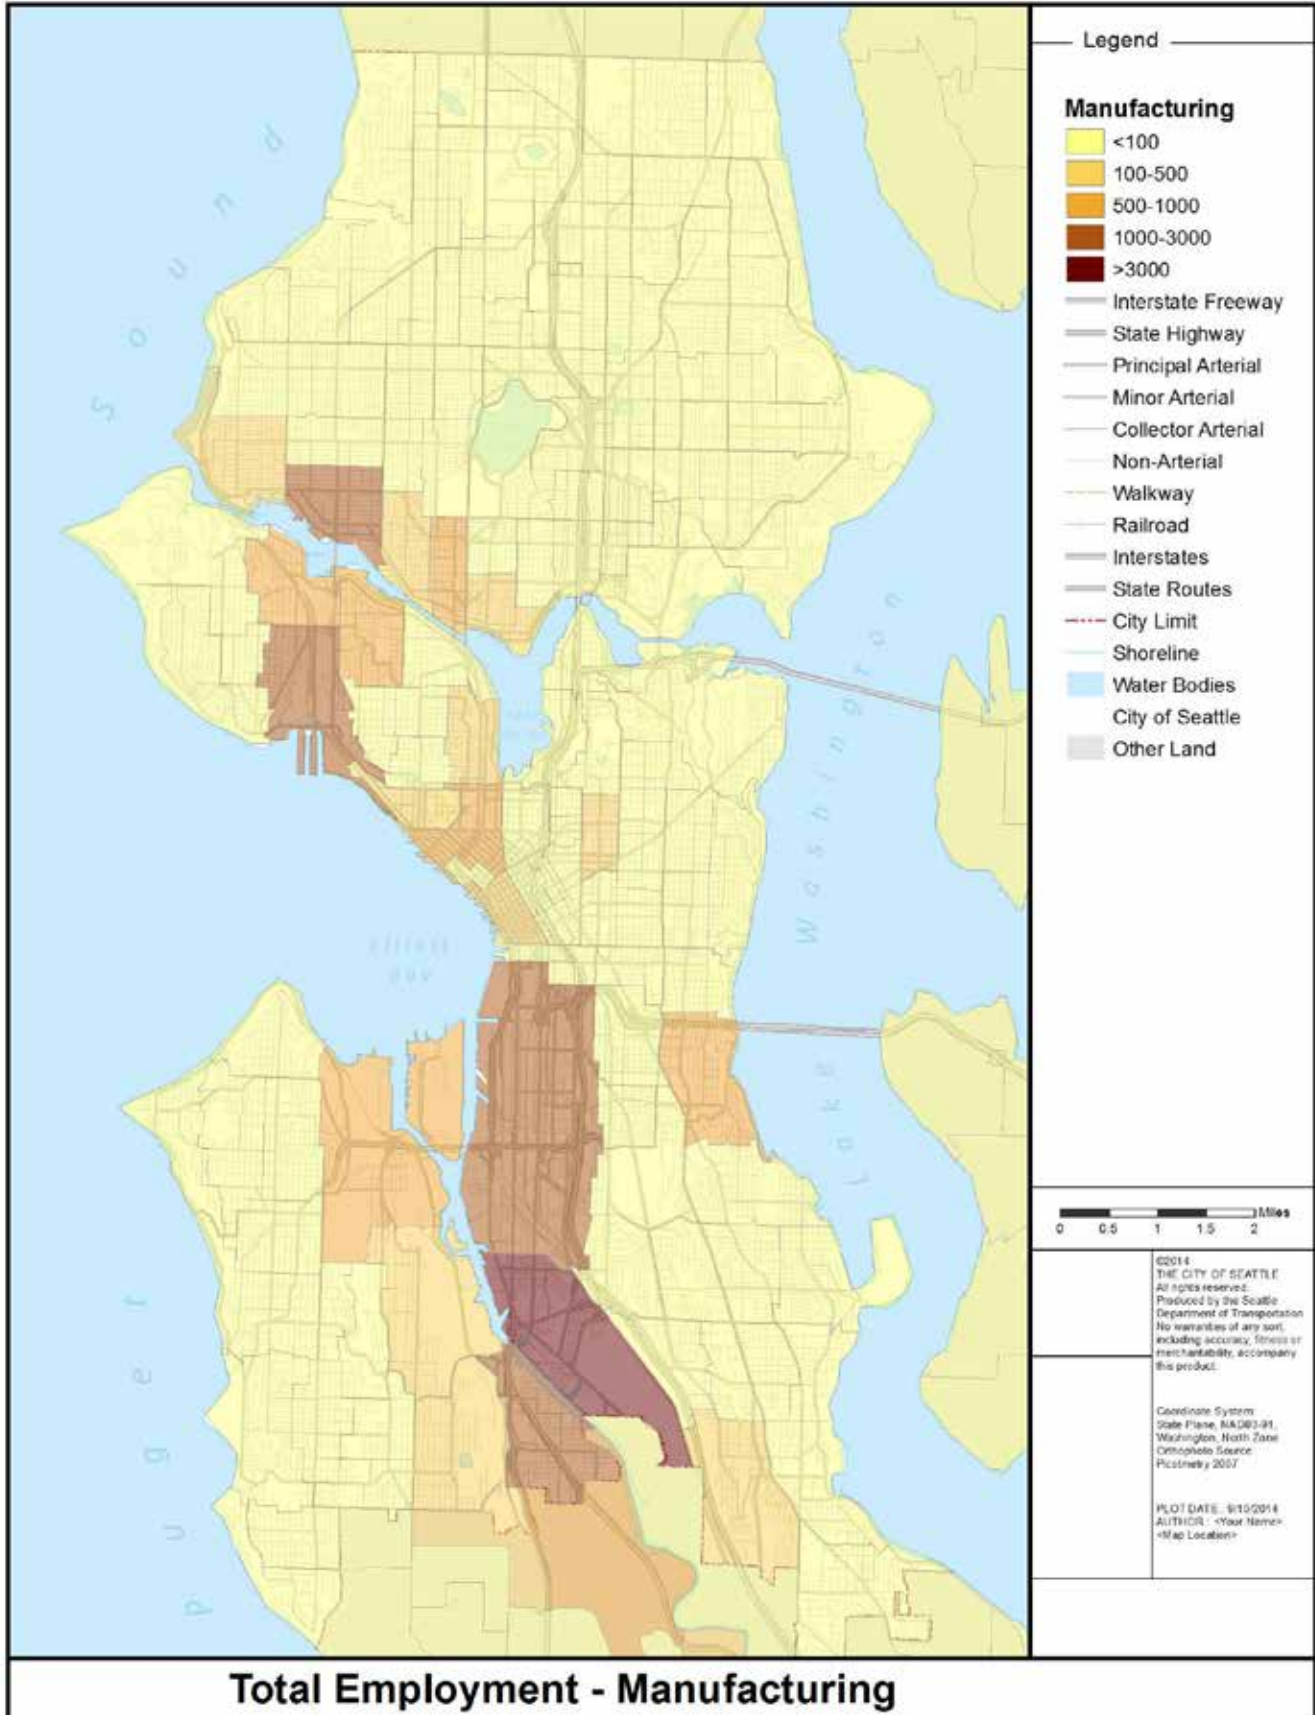 Legend
Manufacturing
<100
100-500
500-1000
1000-3000
>3000
Interstate Freeway
State Highway
Principal Arterial
Minor Arterial
Collector Arterial
Non-Arterial
Walkway
Railroad
Interstates
State Routes
City Limit
Shoreline
Water Bodies
City of Seattle
Other Land
Puget
Sound
Elliott
Bay
Lake
Washington
Miles
0 0.5 1 1.5 2
©2014
THE CITY OF SEATTLE
All rights reserved.
Produced by the Seattle
Department of Transportation
No warranties of any sort,
including accuracy, fitness or
merchantability, accompany
this product.
Coordinate System:
State Plane, NAD83-91,
Washington, North Zone
Orthophoto Source:
Pictometry 2007
PLOT DATE : 9/10/2014
AUTHOR : <Your Name>
<Map Location>
Total Employment - Manufacturing